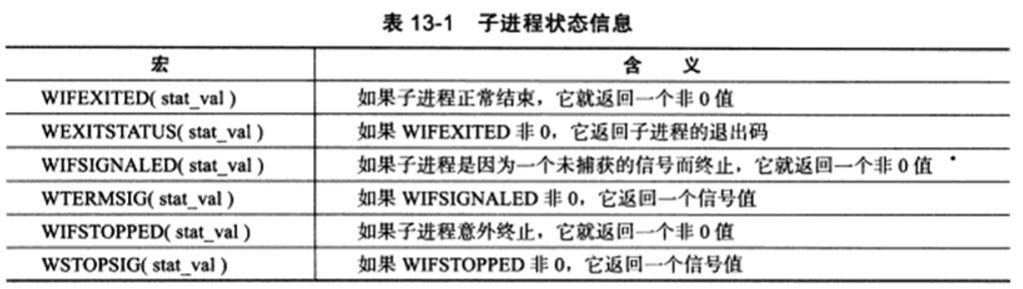 表 13-1 子进程状态信息
宏 含 义
WIFEXITED( stat_val ) 如果子进程正常结束，它就返回一个非 0 值
WEXITSTATUS( stat_val ) 如果 WIFEXITED 非 0，它返回子进程的退出码
WIFSIGNALED( stat_val ) 如果子进程是因为一个未捕获的信号而终止，它就返回一个非 0 值
WTERMSIG( stat_val ) 如果 WIFSIGNALED 非 0，它返回一个信号值
WIFSTOPPED( stat_val ) 如果子进程意外终止，它就返回一个非 0 值
WSTOPSIG( stat_val ) 如果 WIFSTOPPED 非 0，它返回一个信号值